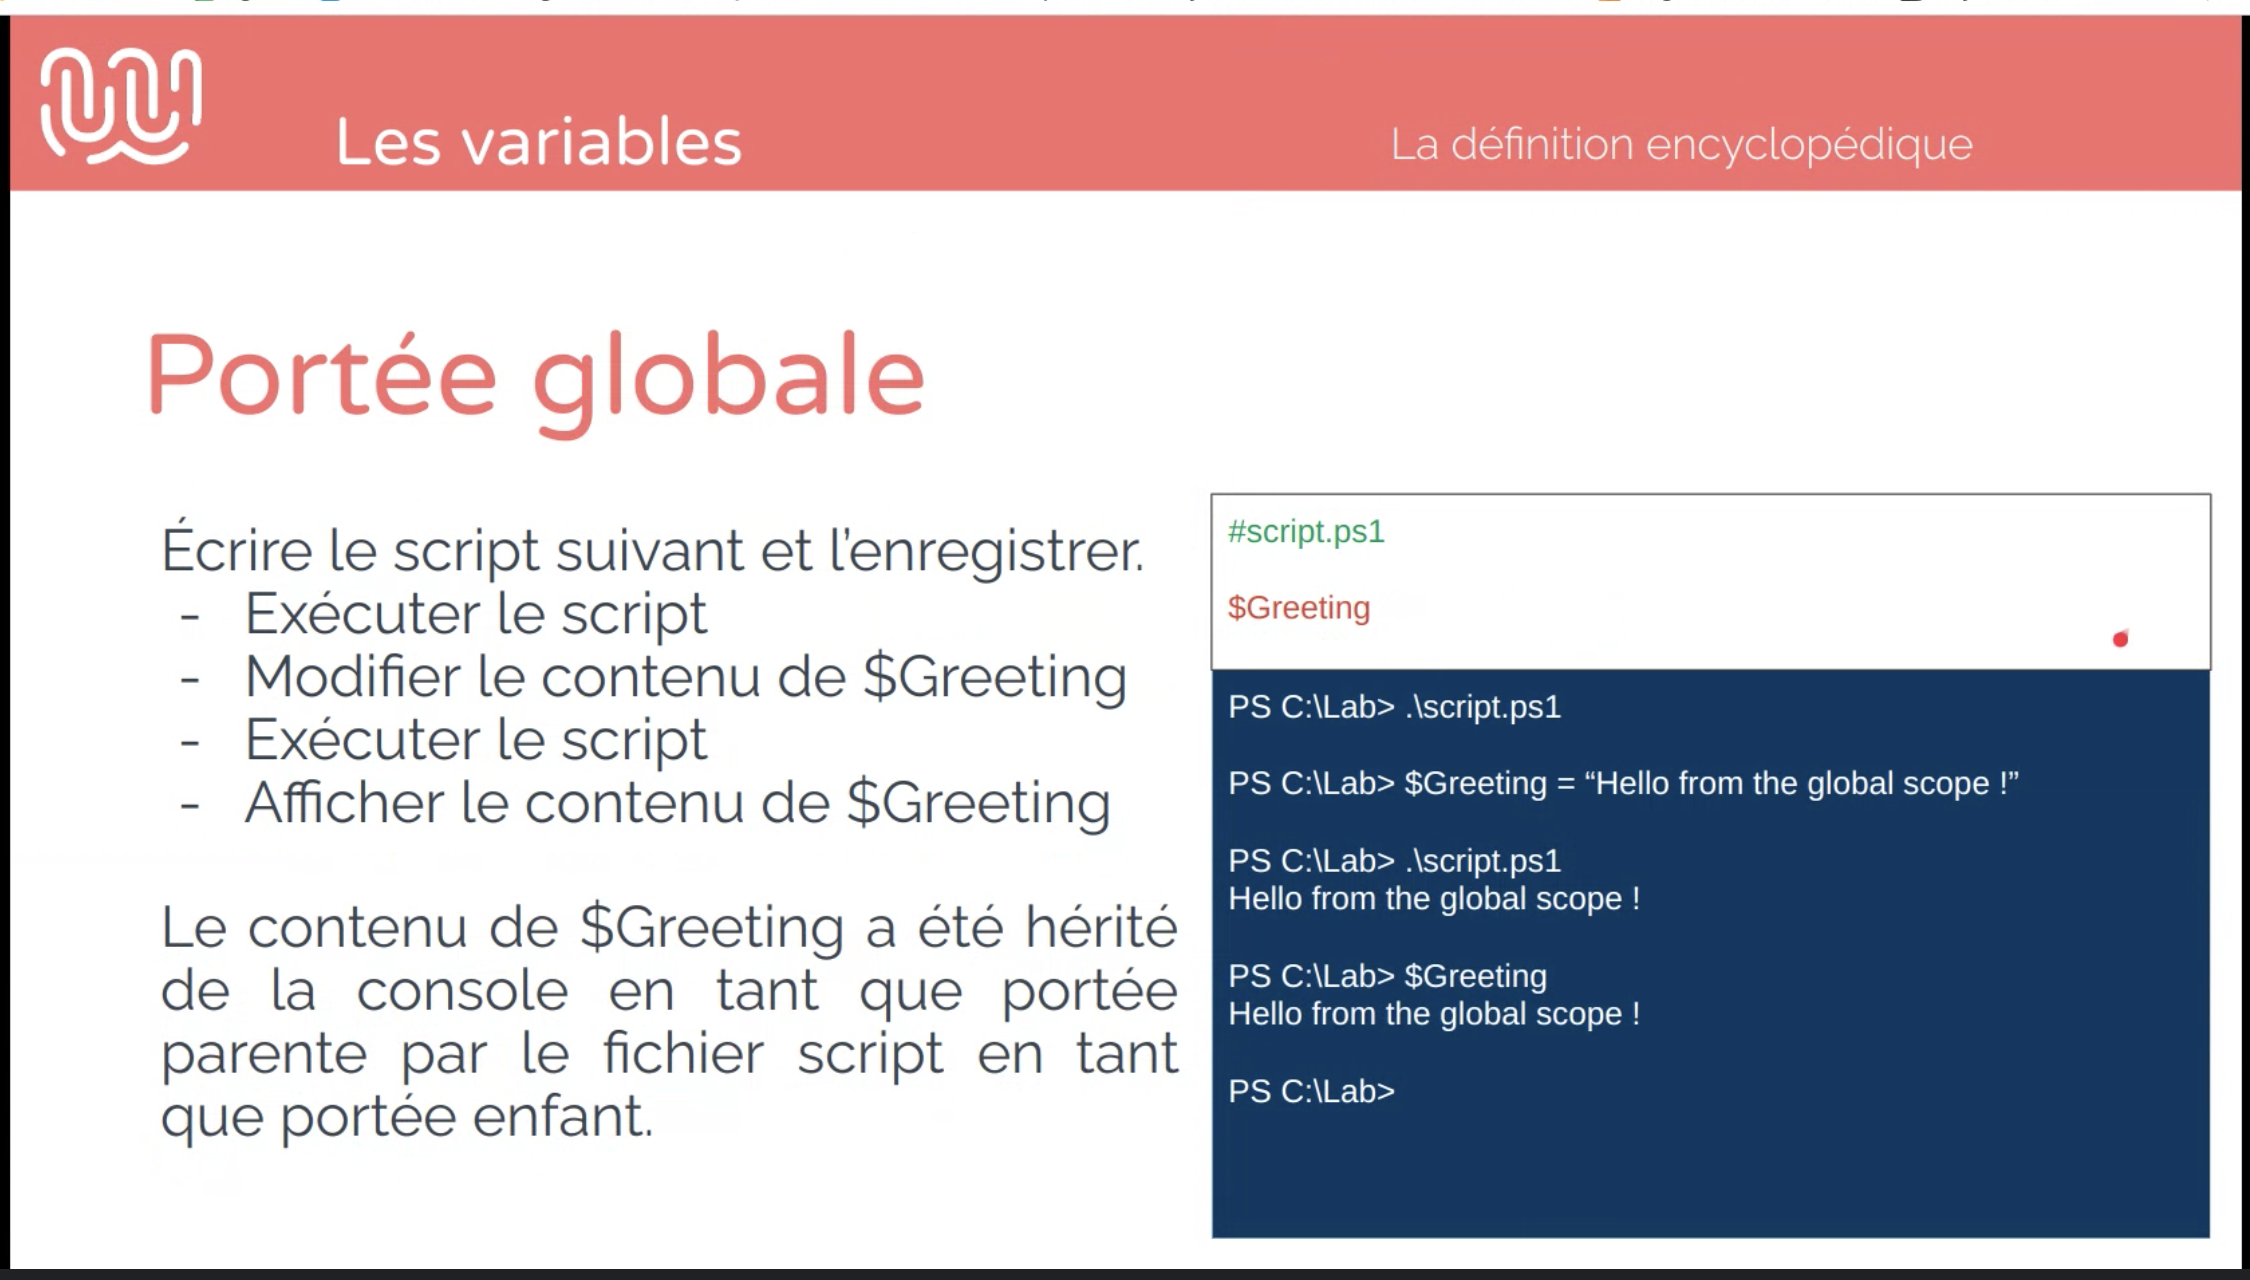 Les variables
La définition encyclopédique
Portée globale
Écrire le script suivant et l’enregistrer.
- Exécuter le script
- Modifier le contenu de $Greeting
- Exécuter le script
- Afficher le contenu de $Greeting
Le contenu de $Greeting a été hérité
de la console en tant que portée
parente par le fichier script en tant
que portée enfant.
#script.ps1
$Greeting
PS C:\Lab> .\script.ps1
PS C:\Lab> $Greeting = “Hello from the global scope !”
PS C:\Lab> .\script.ps1
Hello from the global scope !
PS C:\Lab> $Greeting
Hello from the global scope !
PS C:\Lab>